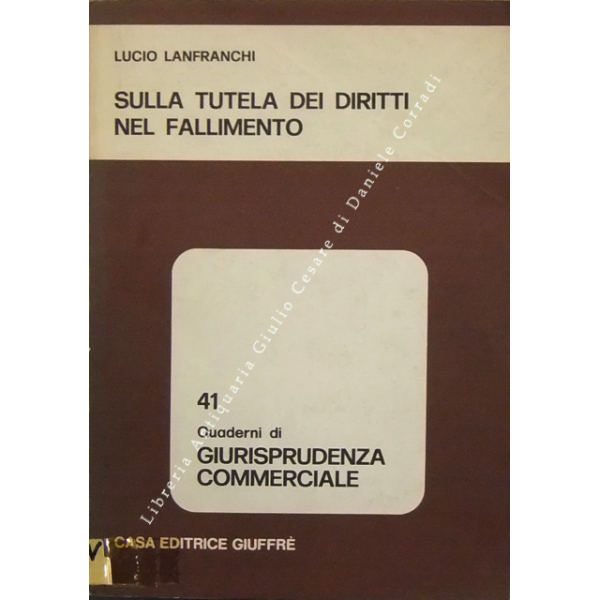 LUCIO LANFRANCHI
SULLA TUTELA DEI DIRITTI
NEL FALLIMENTO
41
Quaderni di
GIURISPRUDENZA
COMMERCIALE
CASA EDITRICE GIUFFRÈ
Libreria Antiquaria Giulio Cesare di Daniele Corradi